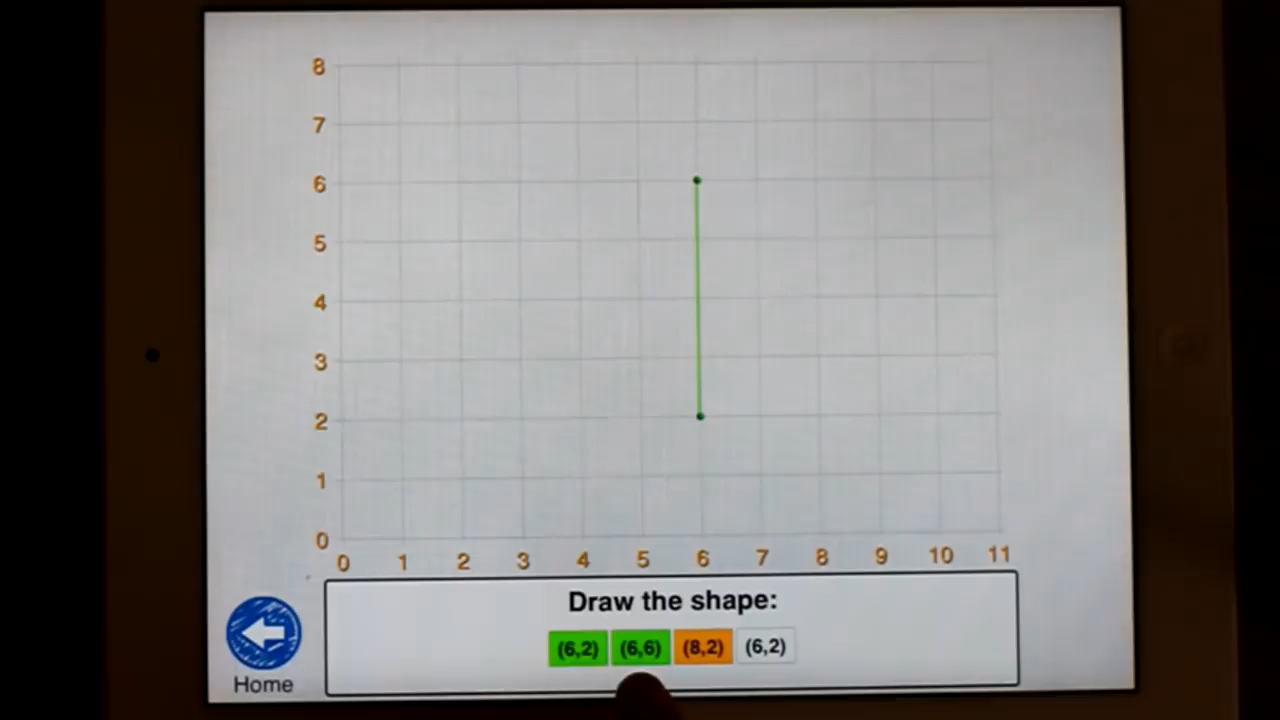 8
7
6
5
4
3
2
1
0
0 1 2 3 4 5 6 7 8 9 10 11
Draw the shape:
(6,2) (6,6) (8,2) (6,2)
Home